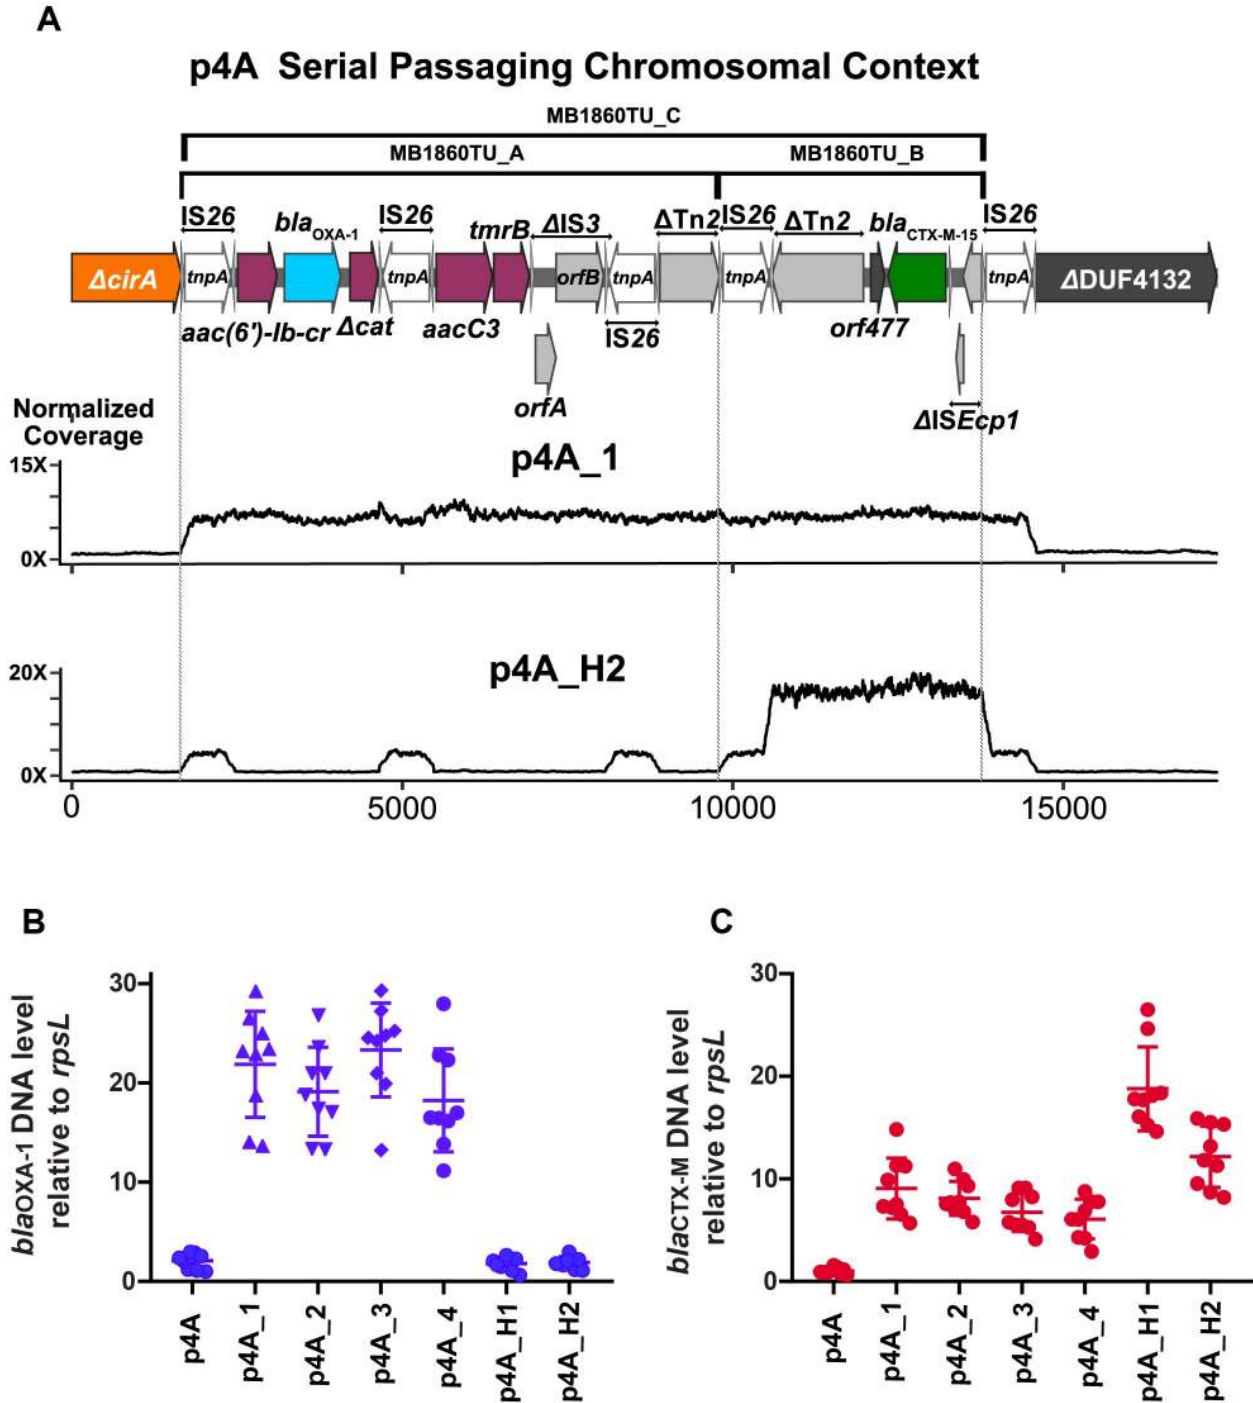 A
p4A Serial Passaging Chromosomal Context
MB1860TU_C
MB1860TU_A
MB1860TU_B
IS26
blaOXA-1
IS26
tmrB
ΔIS3
ΔTn2
IS26
ΔTn2
blaCTX-M-15
IS26
ΔcirA
tnpA
tnpA
orfB
tnpA
tnpA
tnpA
ΔDUF4132
aac(6')-Ib-cr
Δcat
aacC3
IS26
orf477
orfA
ΔISEcp1
Normalized
Coverage
p4A_1
15X
0X
p4A_H2
20X
0X
0
5000
10000
15000
B
blaOXA-1 DNA level
relative to rpsL
30
20
10
0
p4A
p4A_1
p4A_2
p4A_3
p4A_4
p4A_H1
p4A_H2
C
blaCTX-M DNA level
relative to rpsL
30
20
10
0
p4A
p4A_1
p4A_2
p4A_3
p4A_4
p4A_H1
p4A_H2